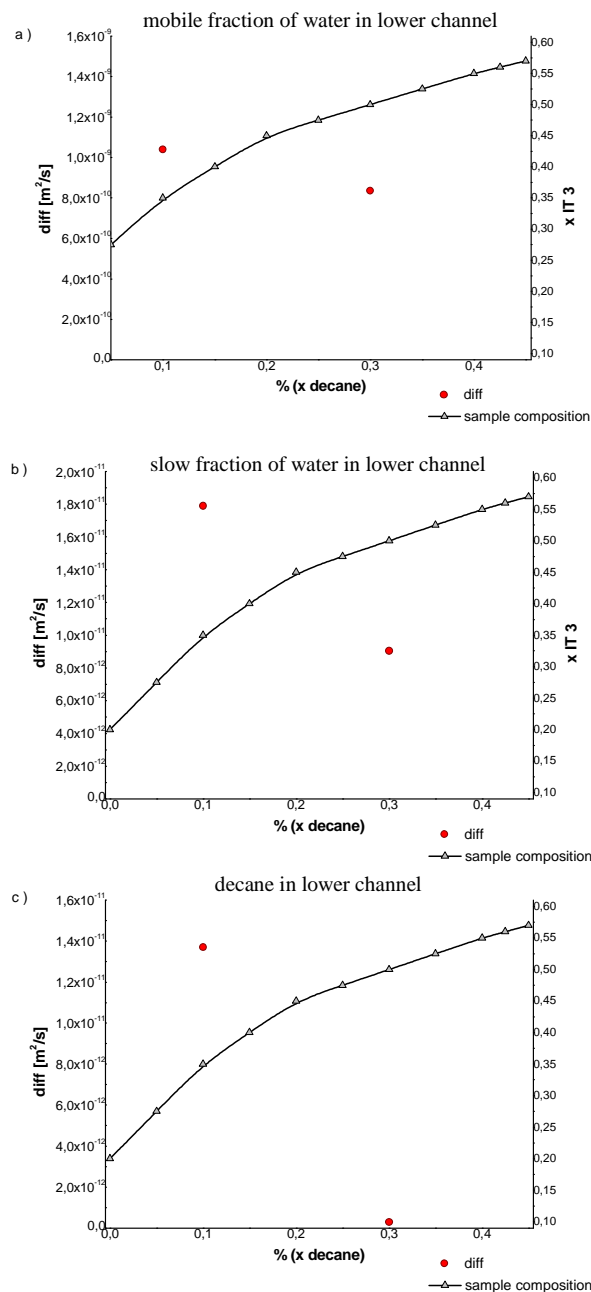 a )
mobile fraction of water in lower channel
1,6x10⁻⁹
1,4x10⁻⁹
1,2x10⁻⁹
1,0x10⁻⁹
8,0x10⁻¹⁰
6,0x10⁻¹⁰
4,0x10⁻¹⁰
2,0x10⁻¹⁰
0,0
diff [m²/s]
0,60
0,55
0,50
0,45
0,40
0,35
0,30
0,25
0,20
0,15
0,10
x IT 3
0,1 0,2 0,3 0,4
% (x decane)
diff
sample composition
b )
slow fraction of water in lower channel
2,0x10⁻¹¹
1,8x10⁻¹¹
1,6x10⁻¹¹
1,4x10⁻¹¹
1,2x10⁻¹¹
1,0x10⁻¹¹
8,0x10⁻¹²
6,0x10⁻¹²
4,0x10⁻¹²
2,0x10⁻¹²
0,0
diff [m²/s]
0,60
0,55
0,50
0,45
0,40
0,35
0,30
0,25
0,20
0,15
0,10
x IT 3
0,0 0,1 0,2 0,3 0,4
% (x decane)
diff
sample composition
c )
decane in lower channel
1,6x10⁻¹¹
1,4x10⁻¹¹
1,2x10⁻¹¹
1,0x10⁻¹¹
8,0x10⁻¹²
6,0x10⁻¹²
4,0x10⁻¹²
2,0x10⁻¹²
0,0
diff [m²/s]
0,60
0,55
0,50
0,45
0,40
0,35
0,30
0,25
0,20
0,15
0,10
0,0 0,1 0,2 0,3 0,4
% (x decane)
diff
sample composition